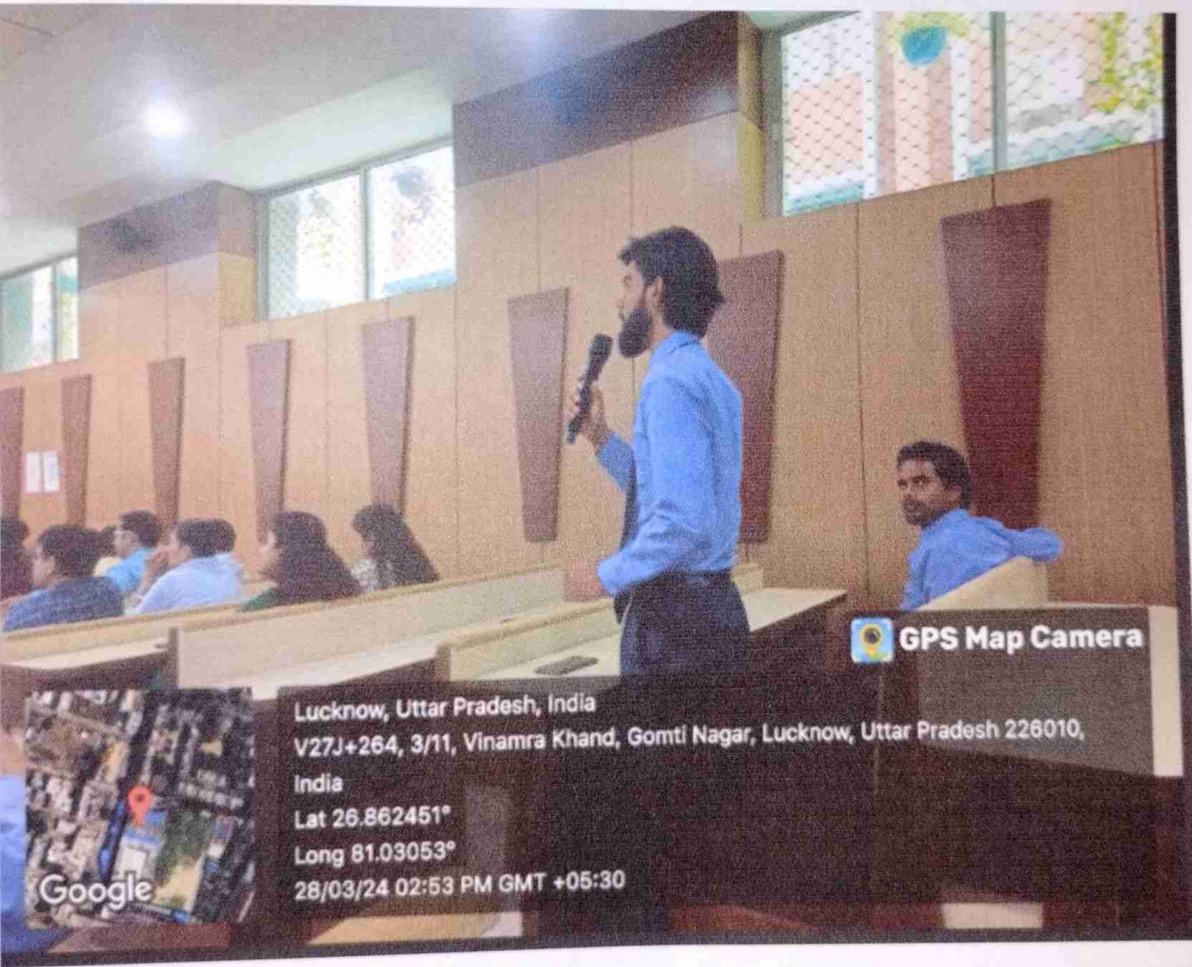 GPS Map Camera
Lucknow, Uttar Pradesh, India
V27J+264, 3/11, Vinamra Khand, Gomti Nagar, Lucknow, Uttar Pradesh 226010,
India
Lat 26.862451°
Long 81.03053°
28/03/24 02:53 PM GMT +05:30
Google